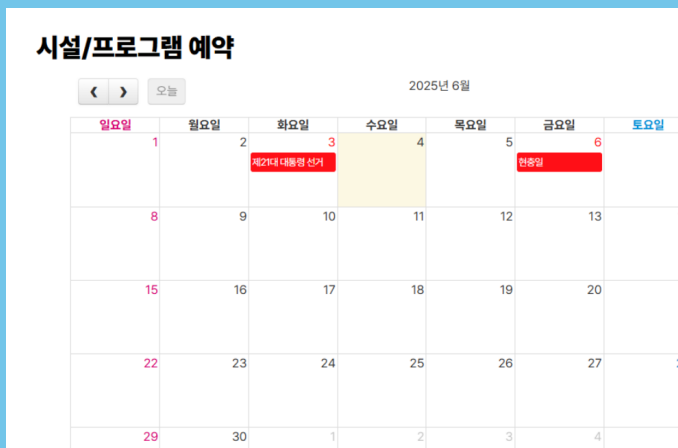 시설/프로그램 예약
오늘
2025년 6월
일요일 월요일 화요일 수요일 목요일 금요일 토요일
1 2 3 4 5 6
제21대 대통령 선거 현충일
8 9 10 11 12 13
15 16 17 18 19 20
22 23 24 25 26 27
29 30 1 2 3 4